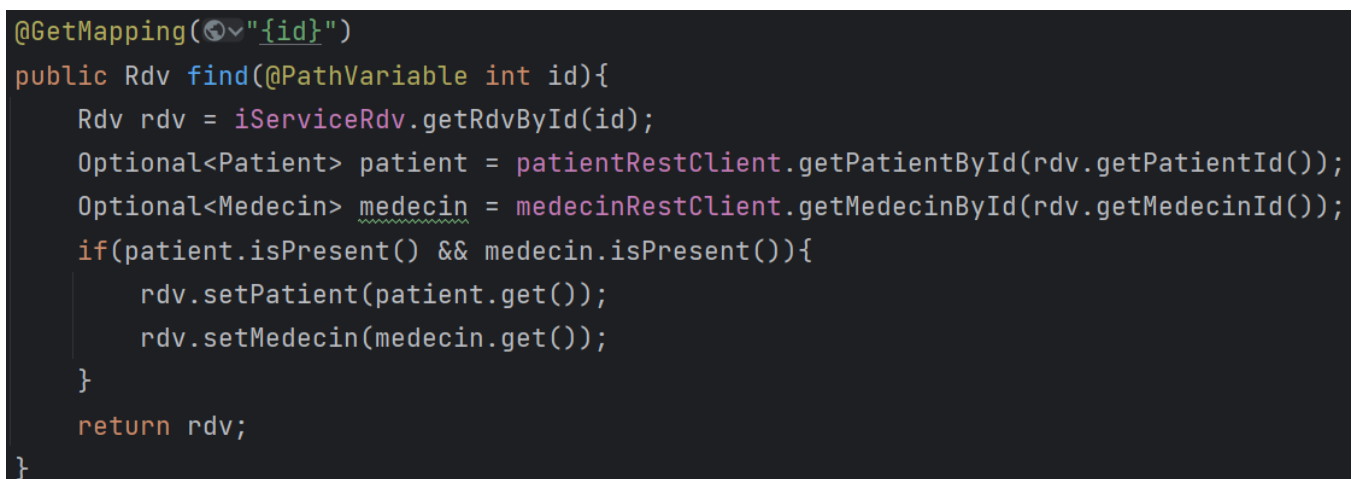 @GetMapping("{id}")
public Rdv find(@PathVariable int id){
    Rdv rdv = iServiceRdv.getRdvById(id);
    Optional<Patient> patient = patientRestClient.getPatientById(rdv.getPatientId());
    Optional<Medecin> medecin = medecinRestClient.getMedecinById(rdv.getMedecinId());
    if(patient.isPresent() && medecin.isPresent()){
        rdv.setPatient(patient.get());
        rdv.setMedecin(medecin.get());
    }
    return rdv;
}